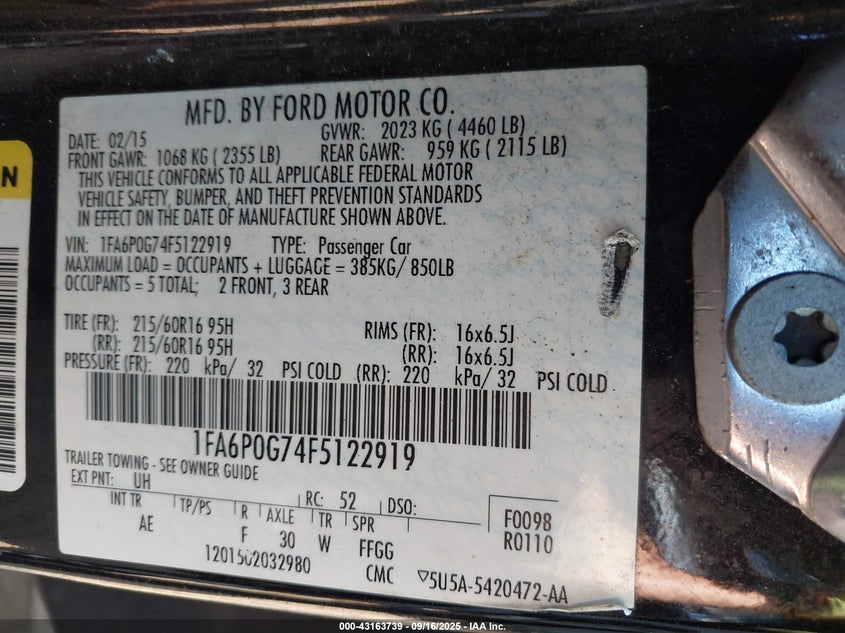 MFD. BY FORD MOTOR CO.
DATE: 02/15 GVWR: 2023 KG ( 4460 LB)
FRONT GAWR: 1068 KG ( 2355 LB) REAR GAWR: 959 KG ( 2115 LB)
THIS VEHICLE CONFORMS TO ALL APPLICABLE FEDERAL MOTOR
VEHICLE SAFETY, BUMPER, AND THEFT PREVENTION STANDARDS
IN EFFECT ON THE DATE OF MANUFACTURE SHOWN ABOVE.
VIN: 1FA6P0G74F5122919 TYPE: Passenger Car
MAXIMUM LOAD = OCCUPANTS + LUGGAGE = 385KG/ 850LB
OCCUPANTS = 5 TOTAL; 2 FRONT, 3 REAR
TIRE (FR): 215/60R16 95H RIMS (FR): 16x6.5J
(RR): 215/60R16 95H (RR): 16x6.5J
PRESSURE (FR): 220 kPa/ 32 PSI COLD (RR): 220 kPa/ 32 PSI COLD
1FA6P0G74F5122919
TRAILER TOWING - SEE OWNER GUIDE
EXT PNT: UH RC: 52 DSO:
INT TR TP/PS R AXLE TR SPR F0098
AE F 30 W FFGG R0110
1201502032980 CMC ▽5U5A-5420472-AA
N
000-43163739 - 09/16/2025 - IAA Inc.